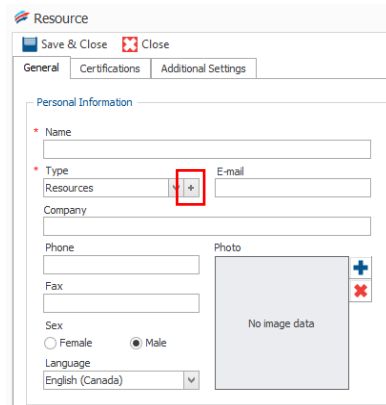 Resource
Save & Close Close
General Certifications Additional Settings
Personal Information
* Name
* Type E-mail
Resources
Company
Phone Photo
Fax
No image data
Sex
Female Male
Language
English (Canada)